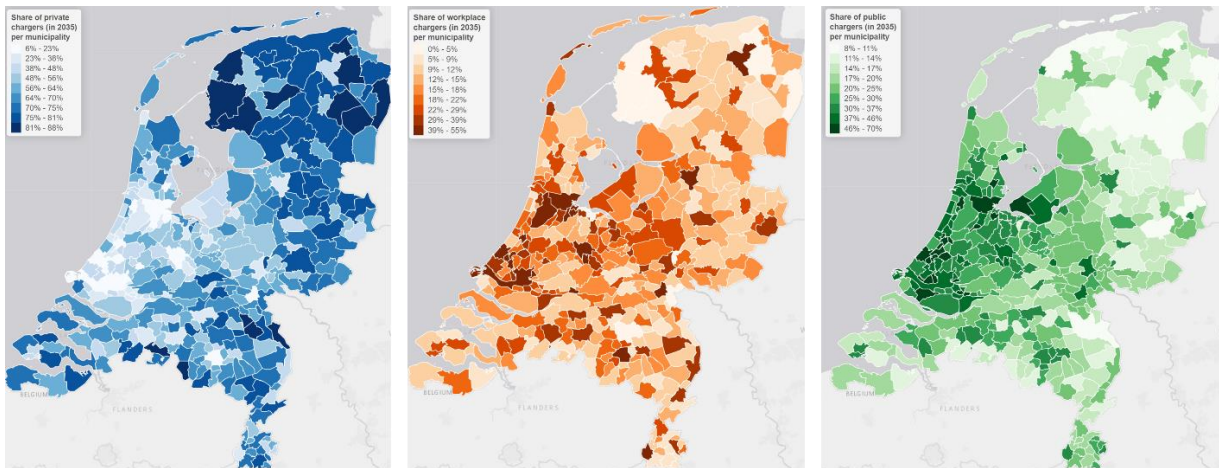 Share of private
chargers (in 2035)
per municipality
6% - 23%
23% - 38%
38% - 48%
48% - 56%
56% - 64%
64% - 70%
70% - 75%
75% - 81%
81% - 88%
BELGIUM
FLANDERS
Share of workplace
chargers (in 2035)
per municipality
0% - 5%
5% - 9%
9% - 12%
12% - 15%
15% - 18%
18% - 22%
22% - 29%
29% - 39%
39% - 55%
BELGIUM
FLANDERS
Share of public
chargers (in 2035)
per municipality
8% - 11%
11% - 14%
14% - 17%
17% - 20%
20% - 25%
25% - 30%
30% - 37%
37% - 46%
46% - 70%
BELGIUM
FLANDERS